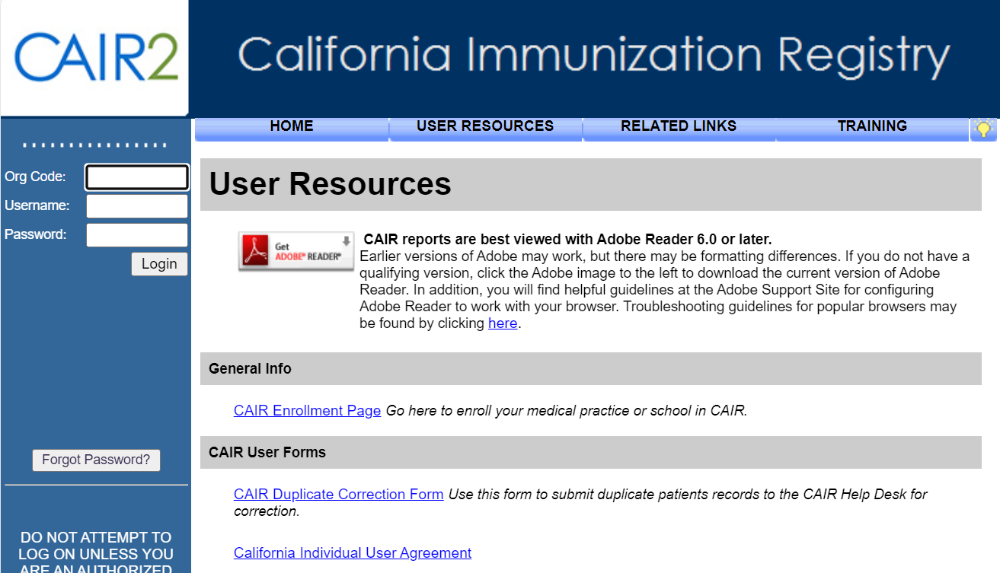 CAIR2
California Immunization Registry
HOME
USER RESOURCES
RELATED LINKS
TRAINING
Org Code:
Username:
Password:
Login
Forgot Password?
DO NOT ATTEMPT TO
LOG ON UNLESS YOU
ARE AN AUTHORIZED
User Resources
Get
ADOBE® READER®
CAIR reports are best viewed with Adobe Reader 6.0 or later.
Earlier versions of Adobe may work, but there may be formatting differences. If you do not have a
qualifying version, click the Adobe image to the left to download the current version of Adobe
Reader. In addition, you will find helpful guidelines at the Adobe Support Site for configuring
Adobe Reader to work with your browser. Troubleshooting guidelines for popular browsers may
be found by clicking here.
General Info
CAIR Enrollment Page Go here to enroll your medical practice or school in CAIR.
CAIR User Forms
CAIR Duplicate Correction Form Use this form to submit duplicate patients records to the CAIR Help Desk for
correction.
California Individual User Agreement